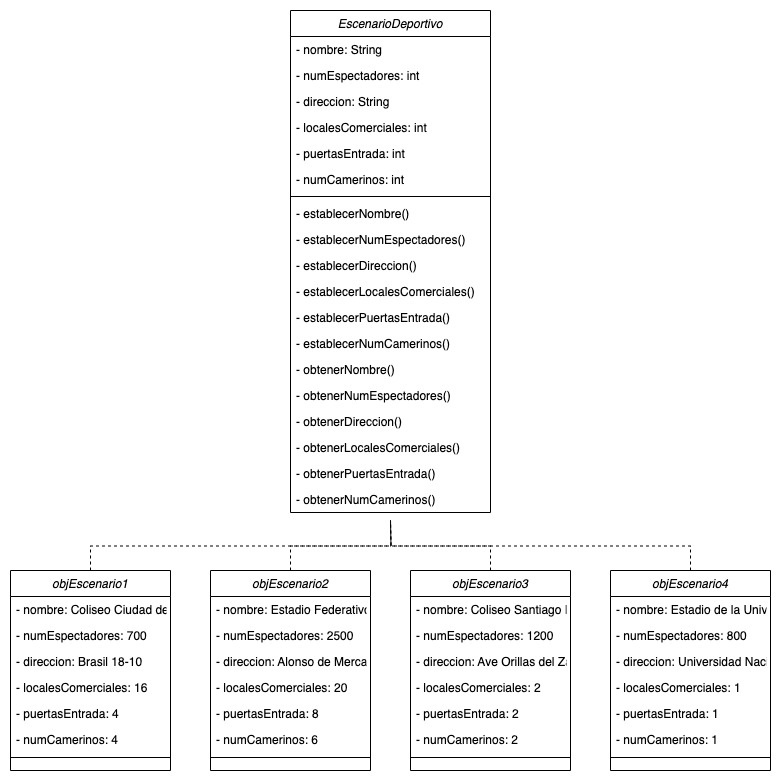 EscenarioDeportivo
- nombre: String
- numEspectadores: int
- direccion: String
- localesComerciales: int
- puertasEntrada: int
- numCamerinos: int
- establecerNombre()
- establecerNumEspectadores()
- establecerDireccion()
- establecerLocalesComerciales()
- establecerPuertasEntrada()
- establecerNumCamerinos()
- obtenerNombre()
- obtenerNumEspectadores()
- obtenerDireccion()
- obtenerLocalesComerciales()
- obtenerPuertasEntrada()
- obtenerNumCamerinos()
objEscenario1
- nombre: Coliseo Ciudad de
- numEspectadores: 700
- direccion: Brasil 18-10
- localesComerciales: 16
- puertasEntrada: 4
- numCamerinos: 4
objEscenario2
- nombre: Estadio Federativo
- numEspectadores: 2500
- direccion: Alonso de Merca
- localesComerciales: 20
- puertasEntrada: 8
- numCamerinos: 6
objEscenario3
- nombre: Coliseo Santiago
- numEspectadores: 1200
- direccion: Ave Orillas del Z
- localesComerciales: 2
- puertasEntrada: 2
- numCamerinos: 2
objEscenario4
- nombre: Estadio de la Univ
- numEspectadores: 800
- direccion: Universidad Nac
- localesComerciales: 1
- puertasEntrada: 1
- numCamerinos: 1